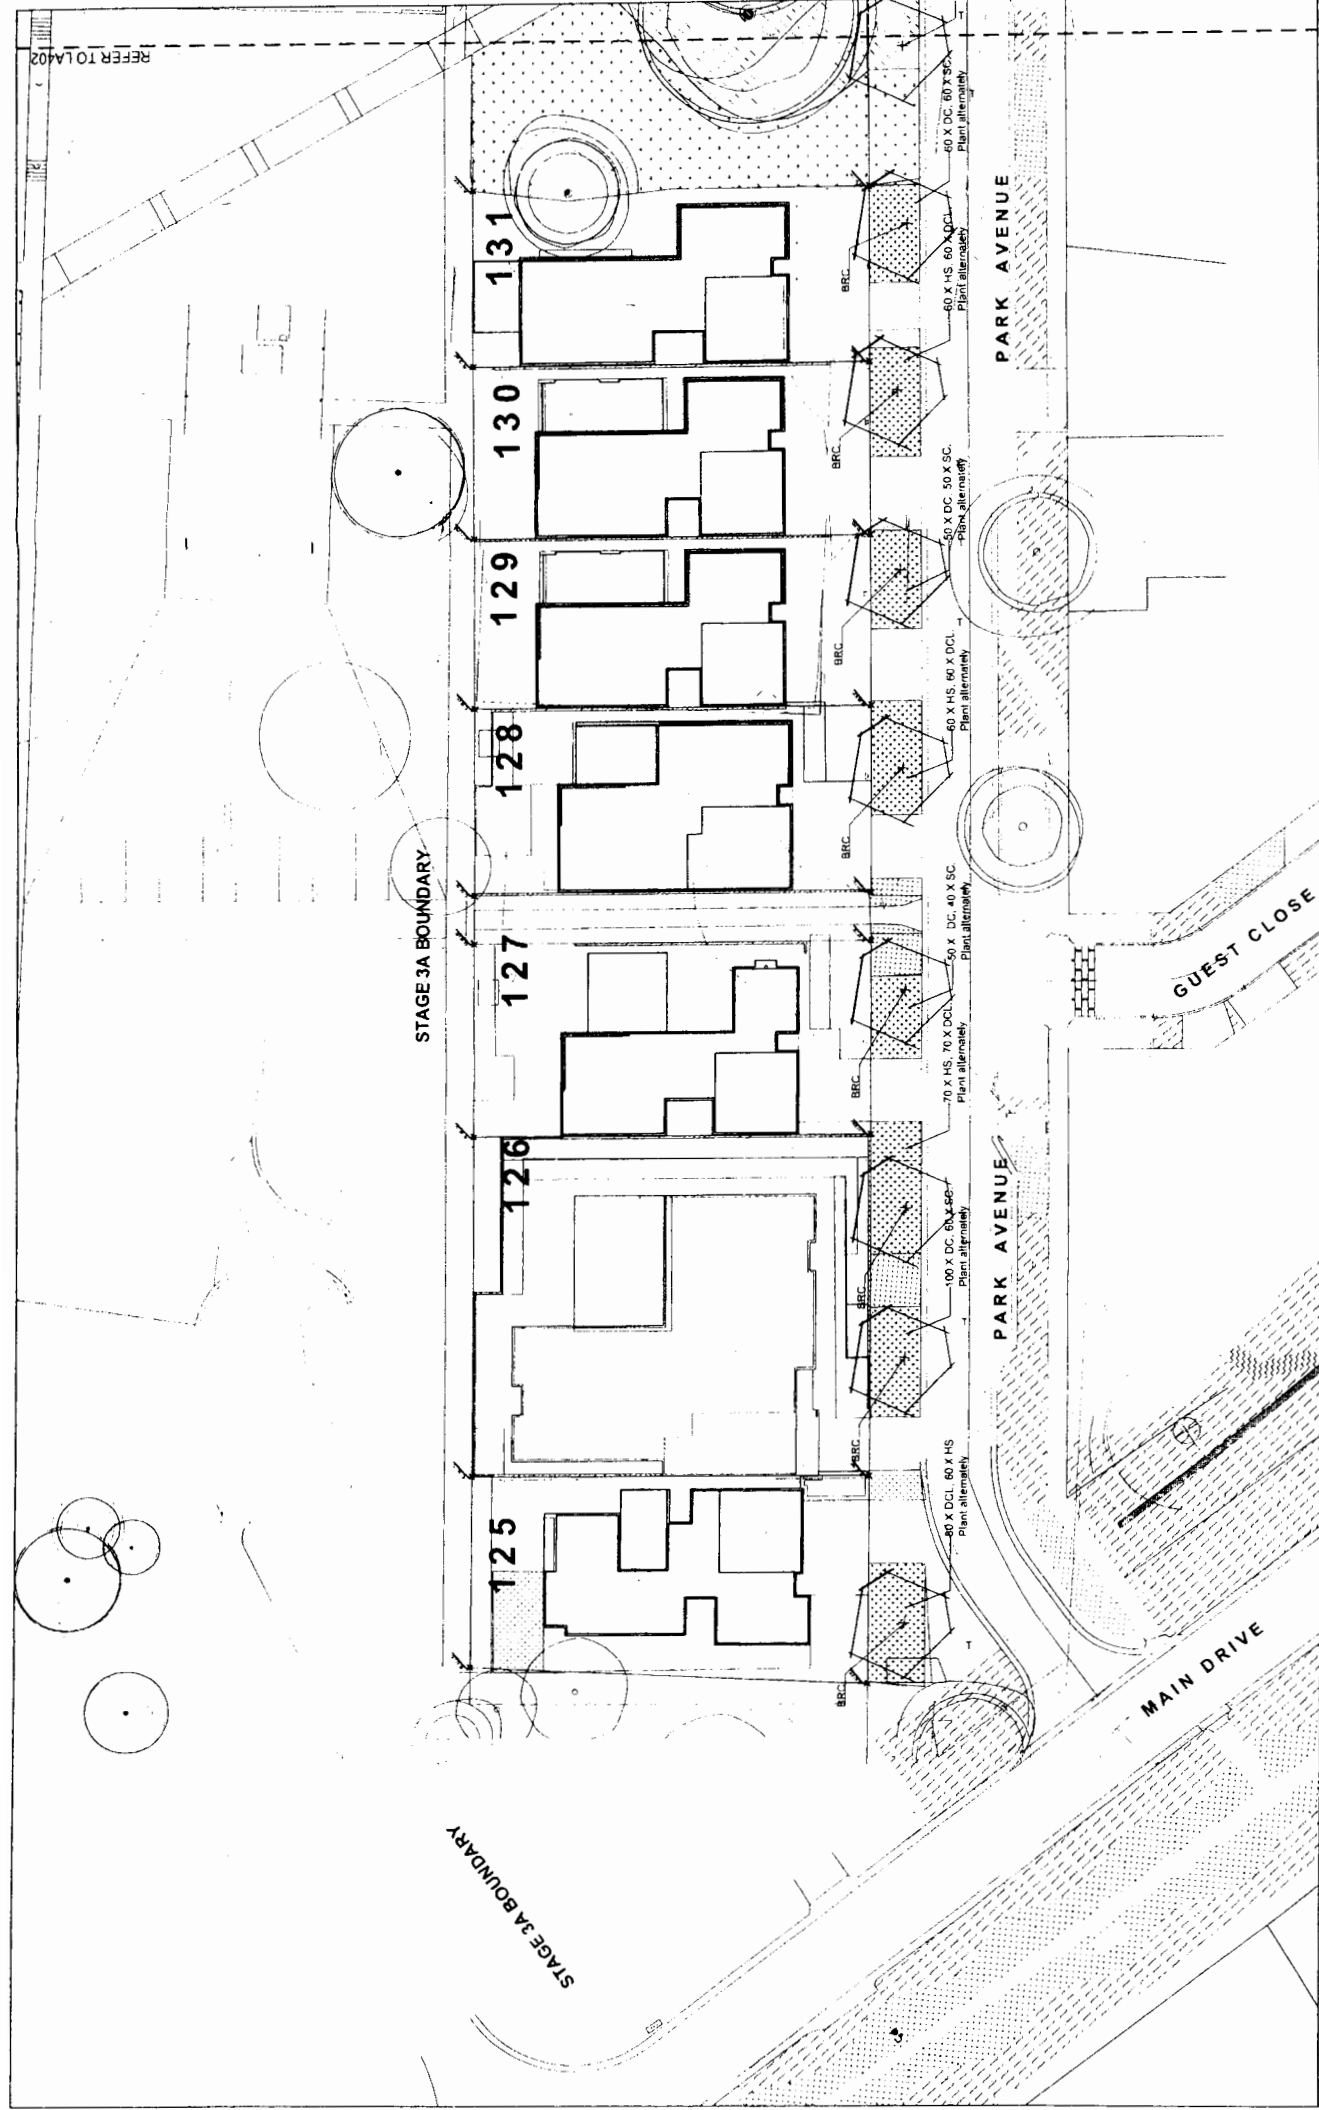 REFER TO LA402
131
130
129
128
127
126
125
STAGE 3A BOUNDARY
STAGE 3A BOUNDARY
60 X DC, 60 X SC.
Plant alternately
60 X HS, 60 X DCL.
Plant alternately
50 X DC, 50 X SC.
Plant alternately
60 X HS, 60 X DCL.
Plant alternately
50 X DC, 40 X SC.
Plant alternately
70 X HS, 70 X DCL.
Plant alternately
100 X DC, 60 X SC
Plant alternately
80 X DCL, 60 X HS
Plant alternately
BRC
BRC
BRC
BRC
BRC
BRC
BRC
BRC
PARK AVENUE
PARK AVENUE
GUEST CLOSE
MAIN DRIVE
T
T
T
T